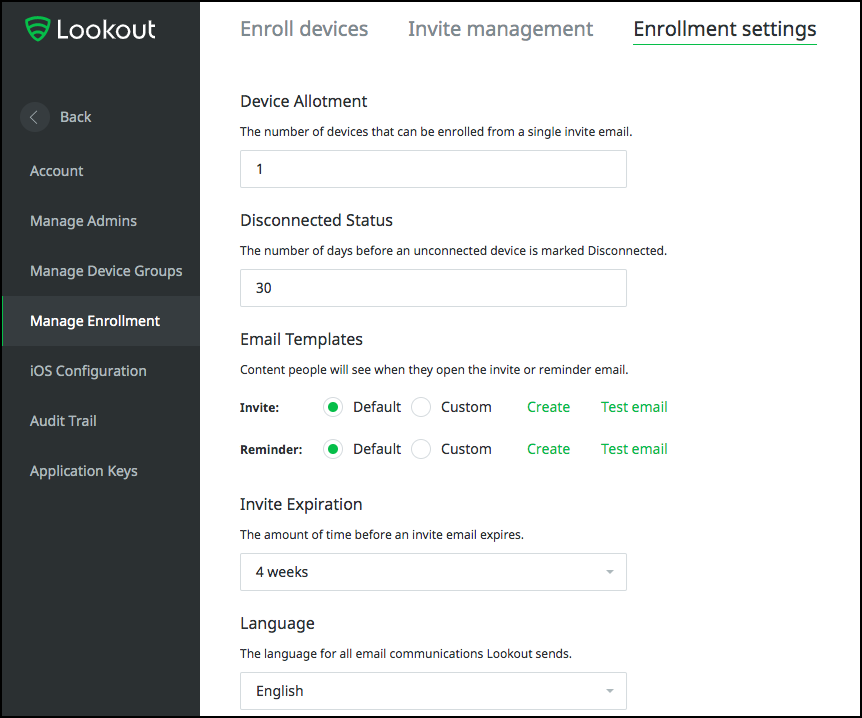 Lookout
Back
Account
Manage Admins
Manage Device Groups
Manage Enrollment
iOS Configuration
Audit Trail
Application Keys
Enroll devices Invite management Enrollment settings
Device Allotment
The number of devices that can be enrolled from a single invite email.
1
Disconnected Status
The number of days before an unconnected device is marked Disconnected.
30
Email Templates
Content people will see when they open the invite or reminder email.
Invite: Default Custom Create Test email
Reminder: Default Custom Create Test email
Invite Expiration
The amount of time before an invite email expires.
4 weeks
Language
The language for all email communications Lookout sends.
English